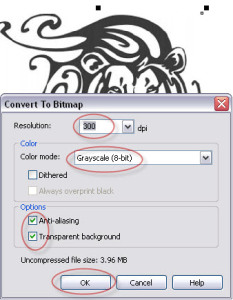 Convert To Bitmap
Resolution: 300 dpi
Color
Color mode: Grayscale (8-bit)
Dithered
Always overprint black
Options
Anti-aliasing
Transparent background
Uncompressed file size: 3.96 MB
OK Cancel Help